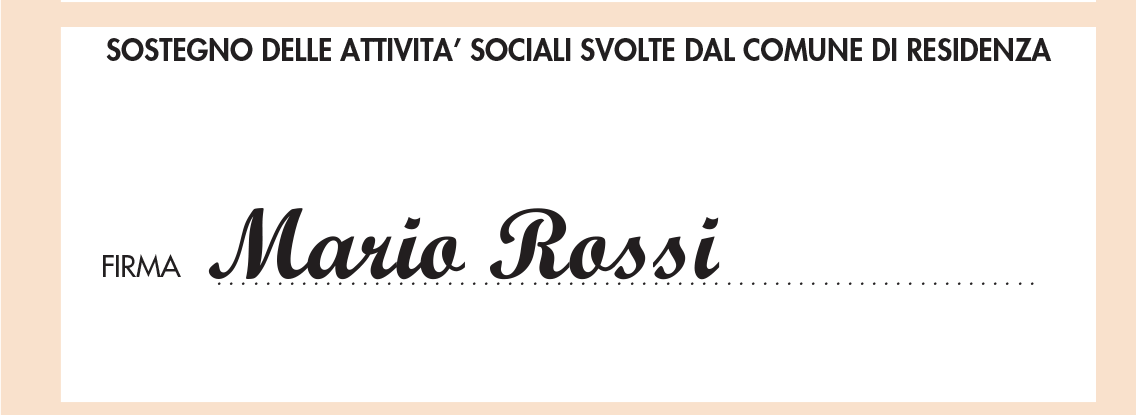 SOSTEGNO DELLE ATTIVITA’ SOCIALI SVOLTE DAL COMUNE DI RESIDENZA
FIRMA Mario Rossi